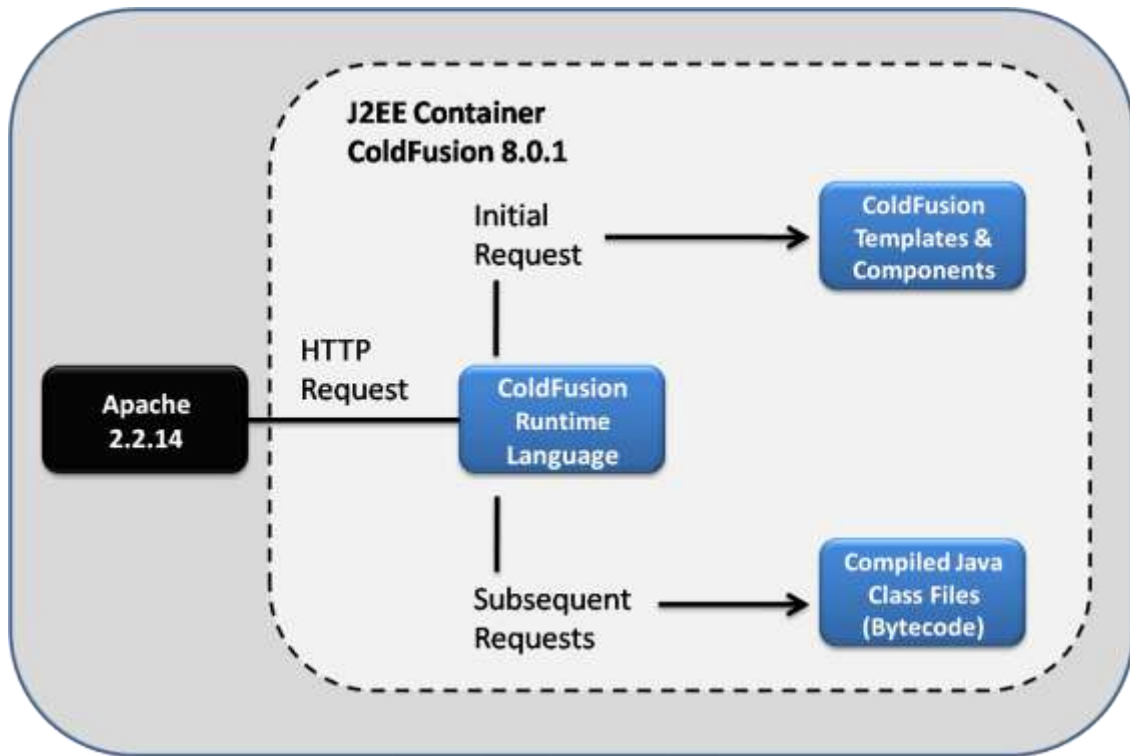 J2EE Container
ColdFusion 8.0.1
Initial
Request
ColdFusion
Templates &
Components
HTTP
Request
Apache
2.2.14
ColdFusion
Runtime
Language
Subsequent
Requests
Compiled Java
Class Files
(Bytecode)